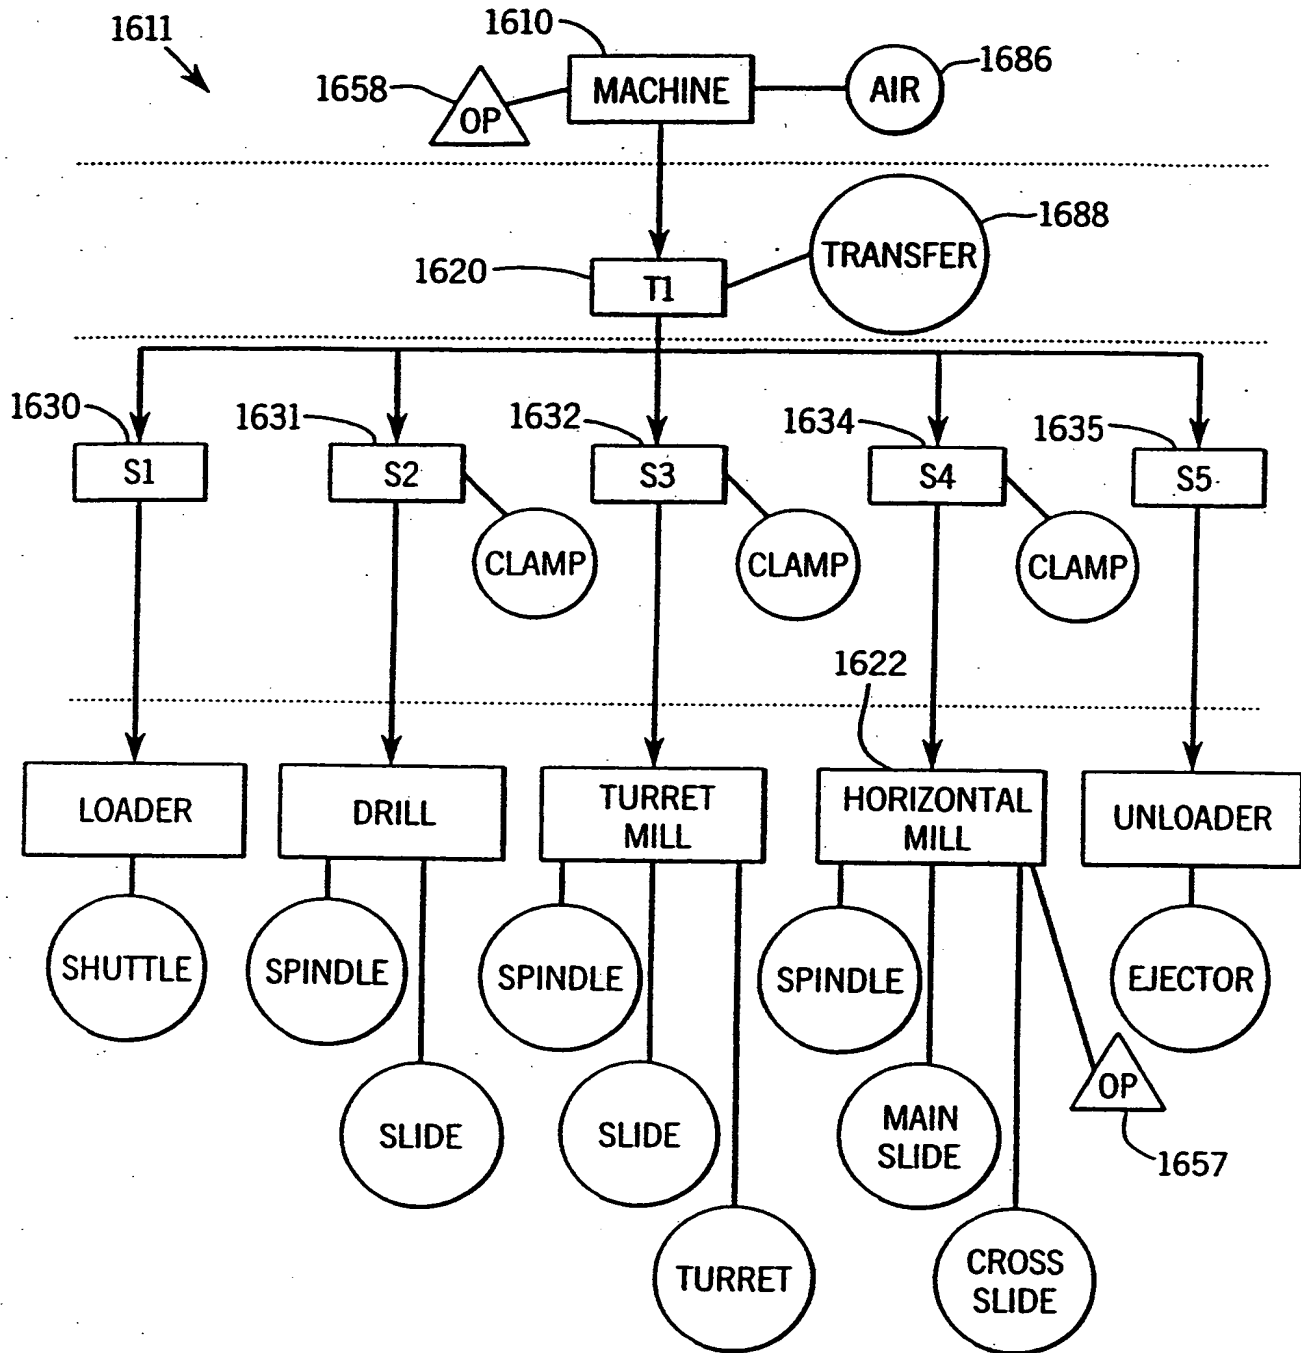 1611
1610
1686
1658
MACHINE
AIR
OP
1688
TRANSFER
1620
T1
1630
1631
1632
1634
1635
S1
S2
S3
S4
S5
CLAMP
CLAMP
CLAMP
1622
LOADER
DRILL
TURRET
MILL
HORIZONTAL
MILL
UNLOADER
SHUTTLE
SPINDLE
SPINDLE
SPINDLE
EJECTOR
OP
SLIDE
SLIDE
MAIN
SLIDE
1657
TURRET
CROSS
SLIDE